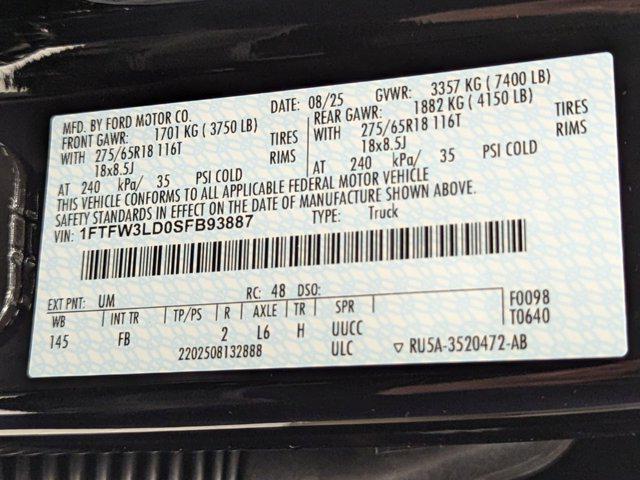 MFD. BY FORD MOTOR CO. DATE: 08/25 GVWR: 3357 KG ( 7400 LB)
FRONT GAWR: 1701 KG ( 3750 LB) REAR GAWR: 1882 KG ( 4150 LB)
WITH 275/65R18 116T TIRES WITH 275/65R18 116T TIRES
18x8.5J RIMS 18x8.5J RIMS
AT 240 kPa/ 35 PSI COLD AT 240 kPa/ 35 PSI COLD
THIS VEHICLE CONFORMS TO ALL APPLICABLE FEDERAL MOTOR VEHICLE
SAFETY STANDARDS IN EFFECT ON THE DATE OF MANUFACTURE SHOWN ABOVE.
VIN: 1FTFW3LD0SFB93887 TYPE: Truck
EXT PNT: UM RC: 48 DSO: F0098
WB INT TR TP/PS R AXLE TR SPR T0640
145 FB 2 L6 H UUCC
2202508132888 ULC ▽ RU5A-3520472-AB